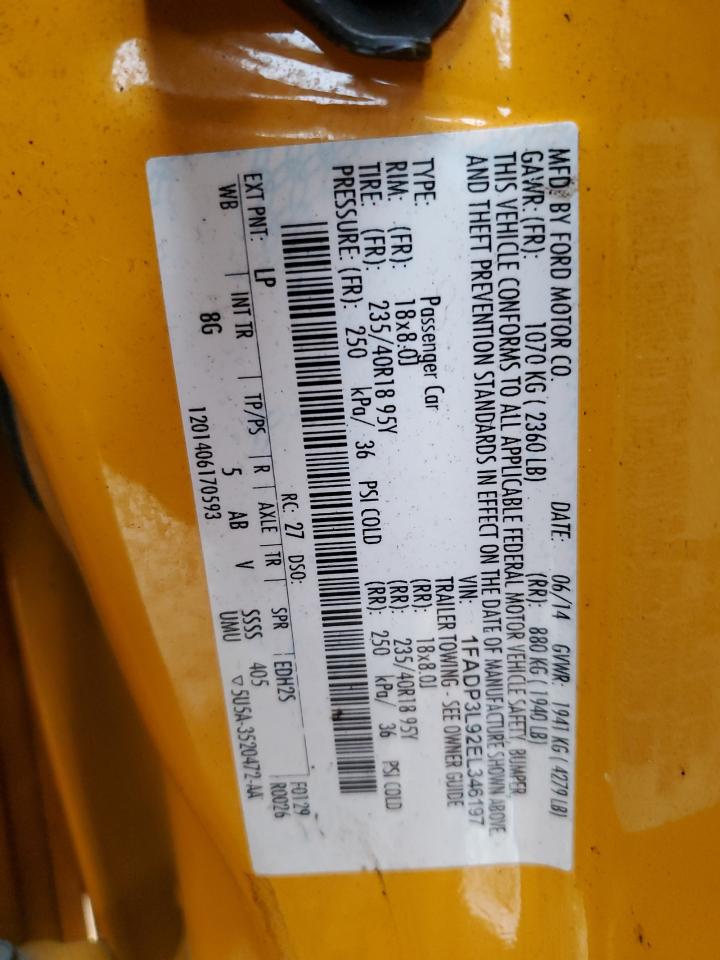 MFD. BY FORD MOTOR CO. DATE: 06/14 GVWR: 1941 KG ( 4279 LB)
GAWR: (FR): 1070 KG ( 2360 LB) (RR): 880 KG ( 1940 LB)
THIS VEHICLE CONFORMS TO ALL APPLICABLE FEDERAL MOTOR VEHICLE SAFETY, BUMPER
AND THEFT PREVENTION STANDARDS IN EFFECT ON THE DATE OF MANUFACTURE SHOWN ABOVE
VIN: 1FADP3L92EL346197
TYPE: Passenger Car TRAILER TOWING - SEE OWNER GUIDE
RIM: (FR): 18x8.0J (RR): 18x8.0J
TIRE: (FR): 235/40R18 95Y (RR): 235/40R18 95Y
PRESSURE: (FR): 250 kPa/ 36 PSI COLD (RR): 250 kPa/ 36 PSI COLD
RC: 27 DSO: F0129
EXT PNT: LP SPR EDH2S R0026
WB INT TR TP/PS R AXLE TR SSSS 405
8G 5 AB V UMU ▽5U5A-3520472-AA
1201406170593